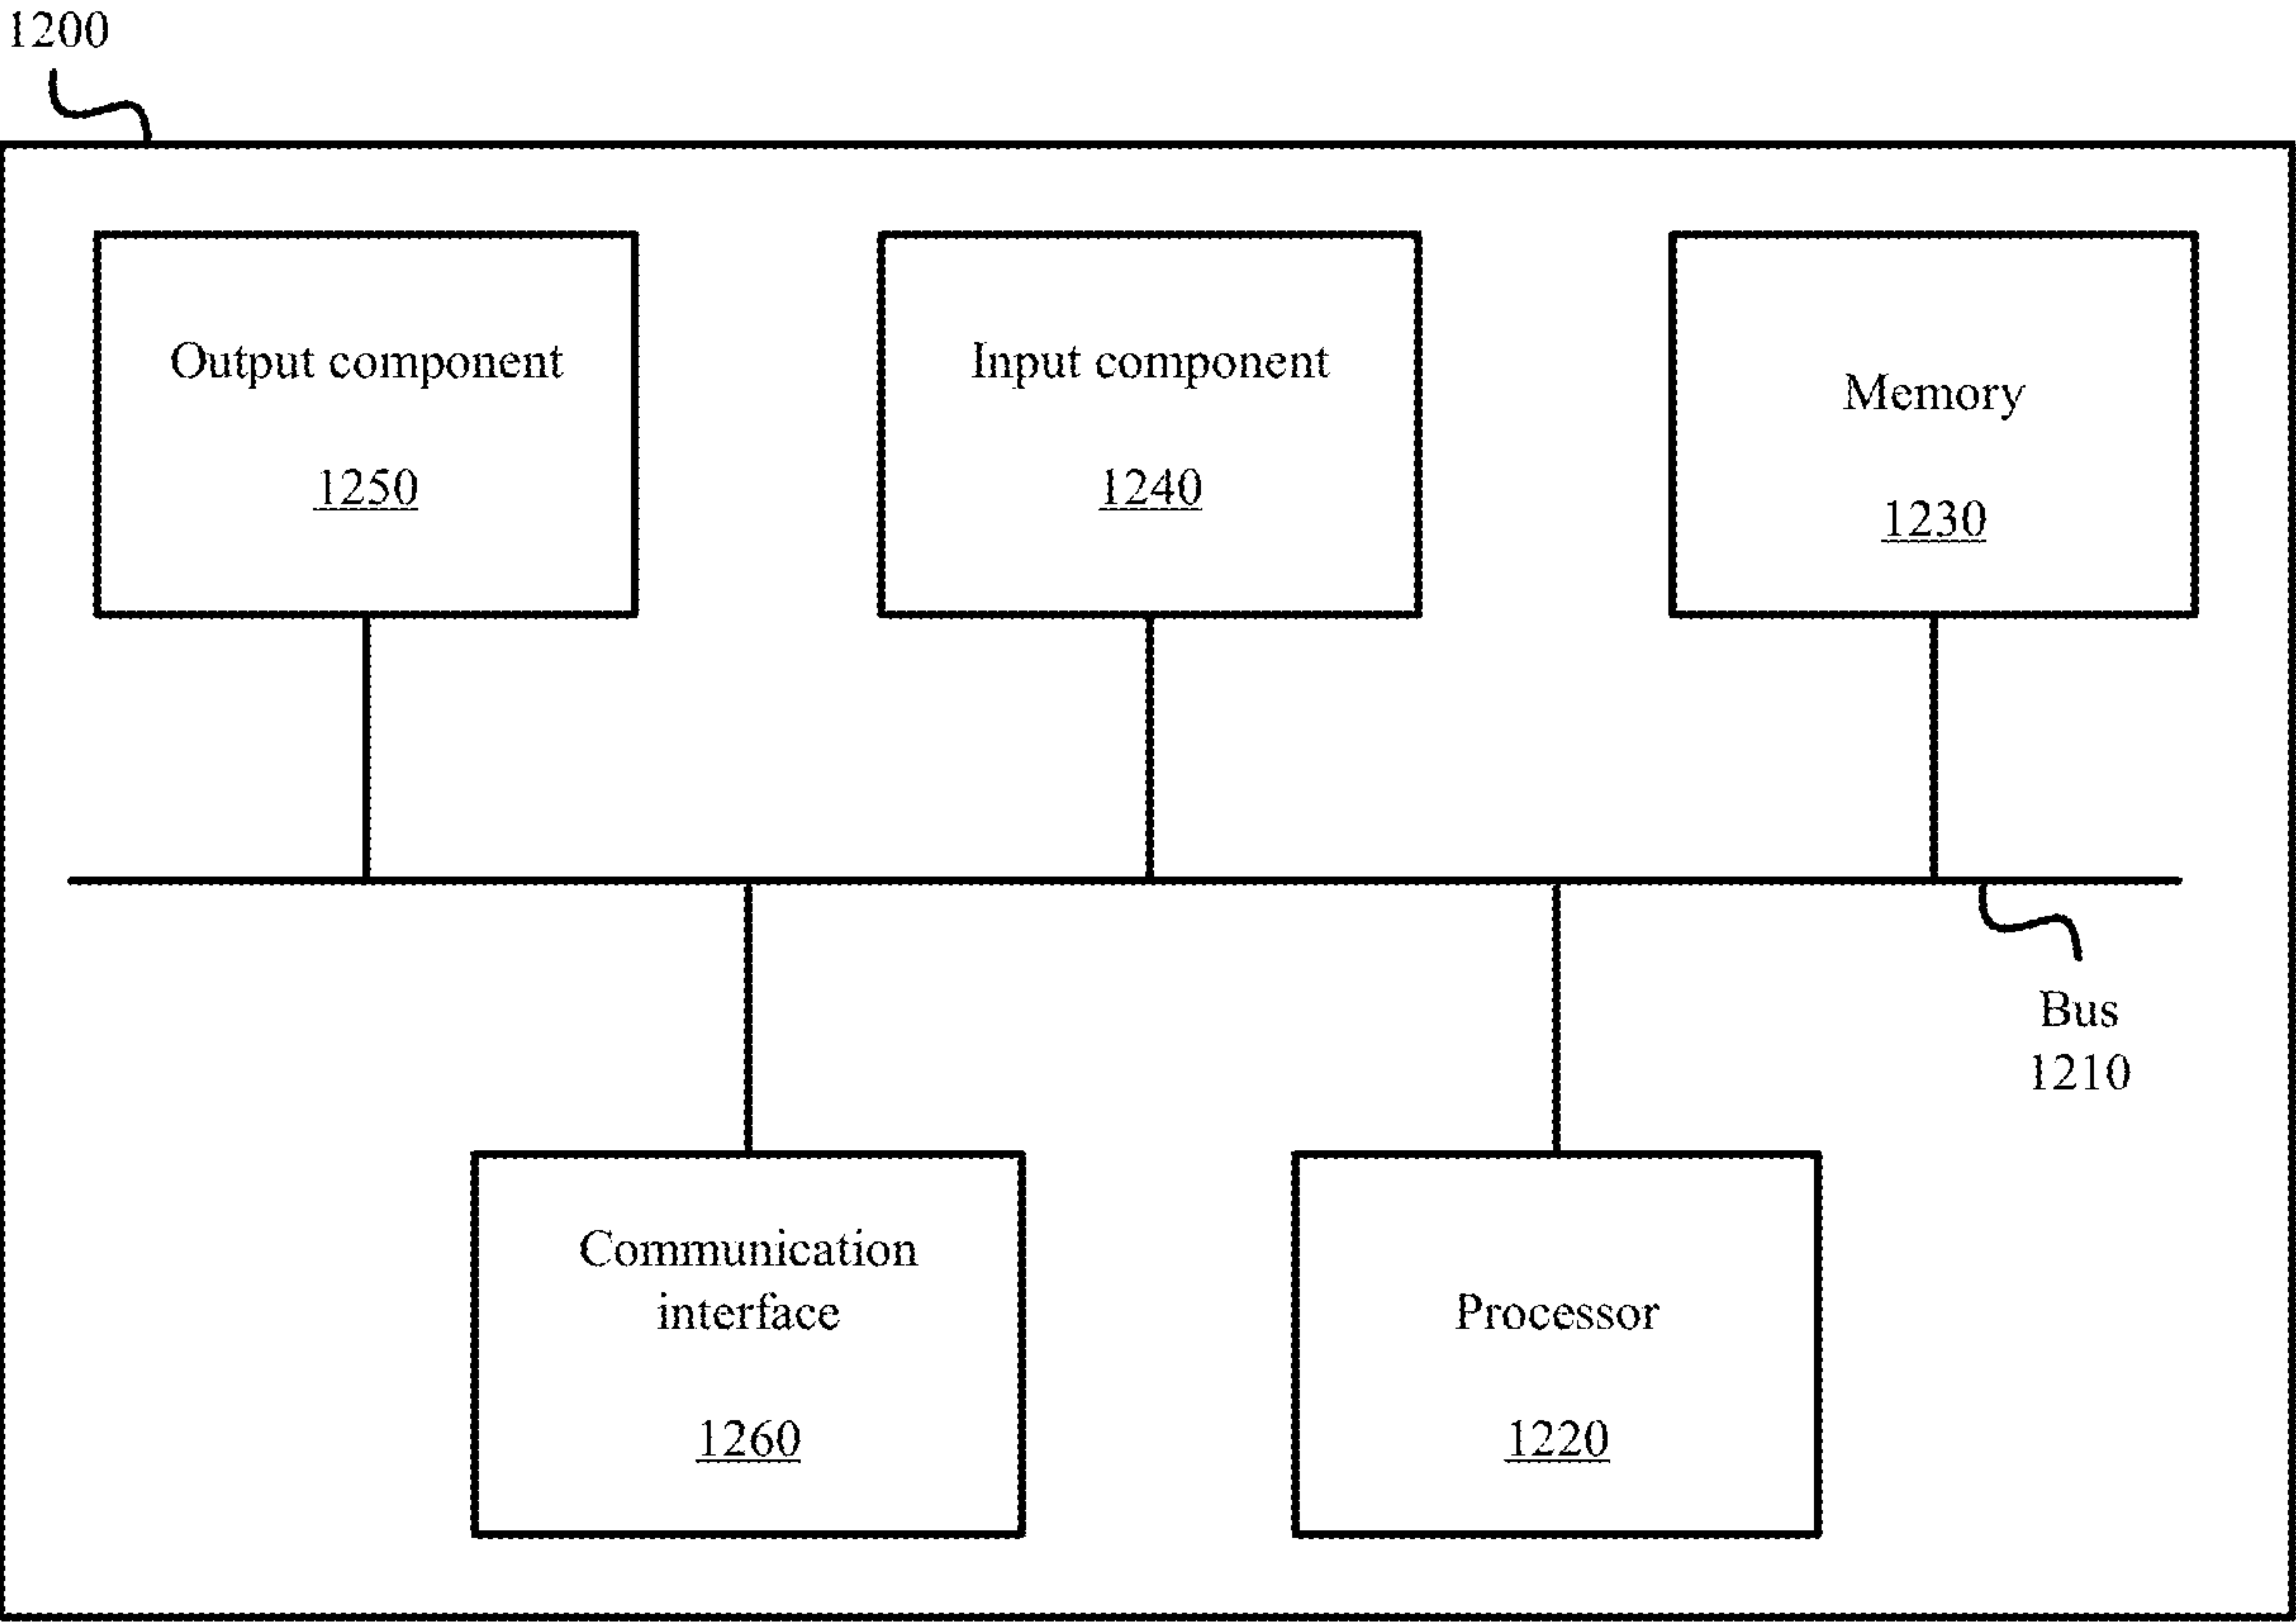 1200
Output component
1250
Input component
1240
Memory
1230
Bus
1210
Communication
interface
1260
Processor
1220